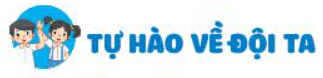 TỰ HÀO VỀ ĐỘI TA